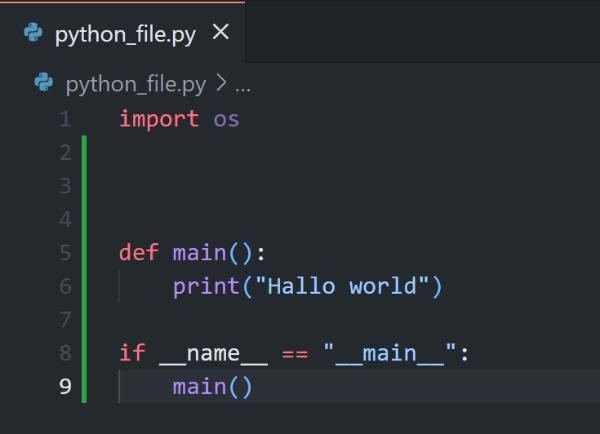 python_file.py ×
python_file.py > ...
1 import os
2
3
4
5 def main():
6     print("Hallo world")
7
8 if __name__ == "__main__":
9     main()